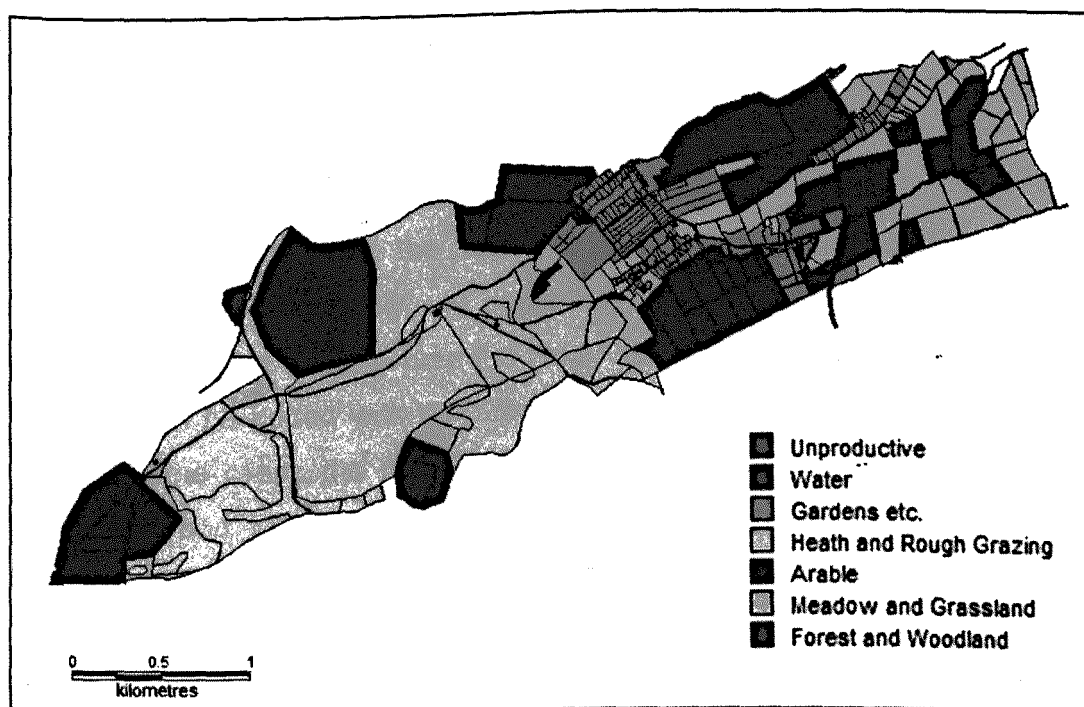 Unproductive
Water
Gardens etc.
Heath and Rough Grazing
Arable
Meadow and Grassland
Forest and Woodland
0 0.5 1
kilometres